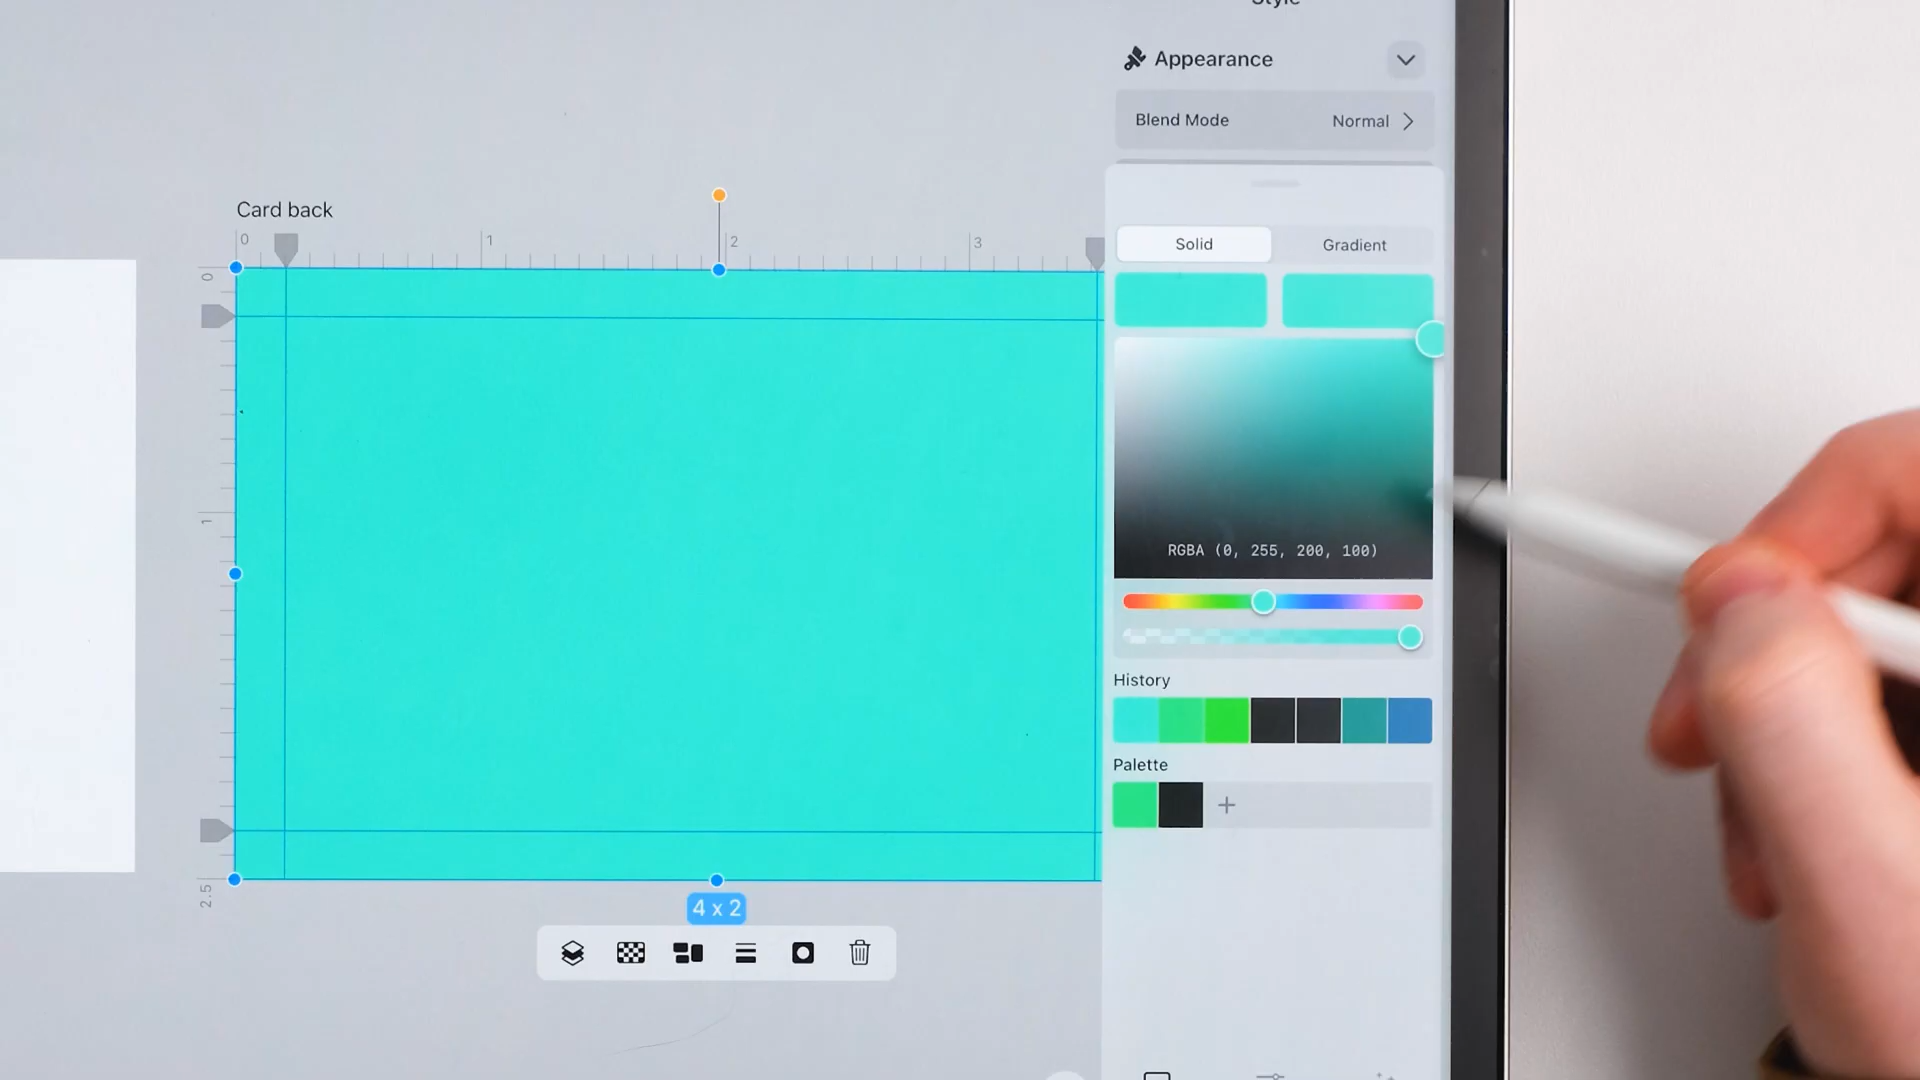 Style
Appearance
Blend Mode Normal
Card back
0 1 2 3
0
1
2.5
Solid Gradient
RGBA (0, 255, 200, 100)
History
Palette
4 x 2